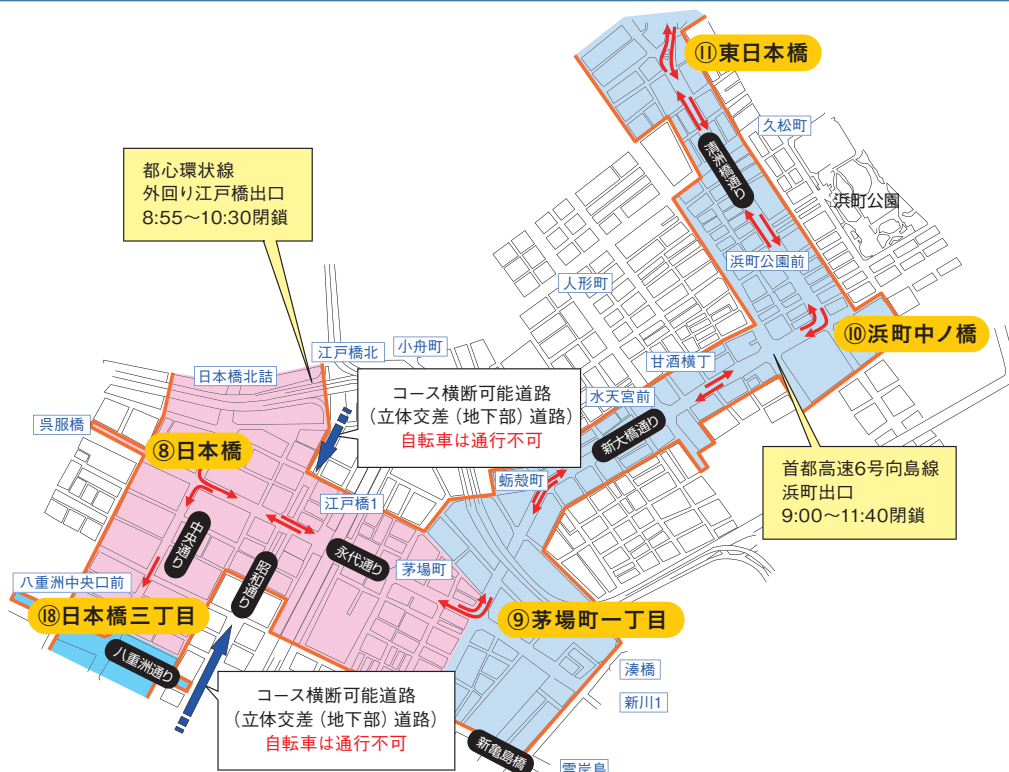 ⑪東日本橋
久松町
清洲橋通り
浜町公園
浜町公園前
都心環状線
外回り江戸橋出口
8:55～10:30閉鎖
人形町
⑩浜町中ノ橋
江戸橋北
小舟町
日本橋北詰
甘酒横丁
水天宮前
コース横断可能道路
(立体交差(地下部)道路)
自転車は通行不可
呉服橋
⑧日本橋
新大橋通り
首都高速6号向島線
浜町出口
9:00～11:40閉鎖
蛎殻町
江戸橋1
中央通り
永代通り
昭和通り
茅場町
八重洲中央口前
⑱日本橋三丁目
⑨茅場町一丁目
八重洲通り
湊橋
新川1
コース横断可能道路
(立体交差(地下部)道路)
自転車は通行不可
新亀島橋
霊岸島